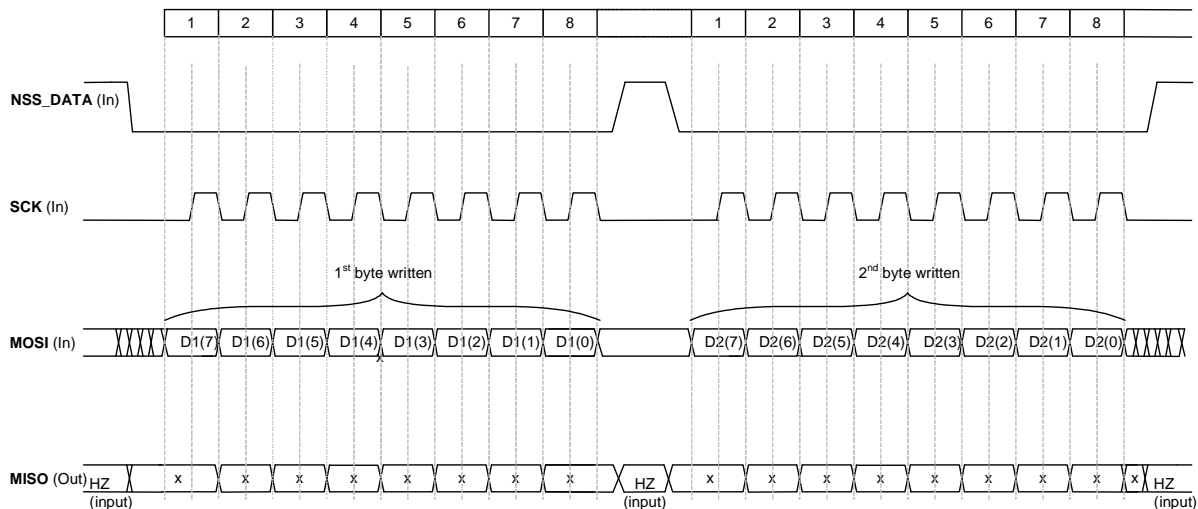 1 2 3 4 5 6 7 8 1 2 3 4 5 6 7 8
NSS_DATA (In)
SCK (In)
1st byte written 2nd byte written
MOSI (In) D1(7) D1(6) D1(5) D1(4) D1(3) D1(2) D1(1) D1(0) D2(7) D2(6) D2(5) D2(4) D2(3) D2(2) D2(1) D2(0)
x
MISO (Out) HZ x x x x x x x x HZ x x x x x x x x x HZ
(input) (input) (input)